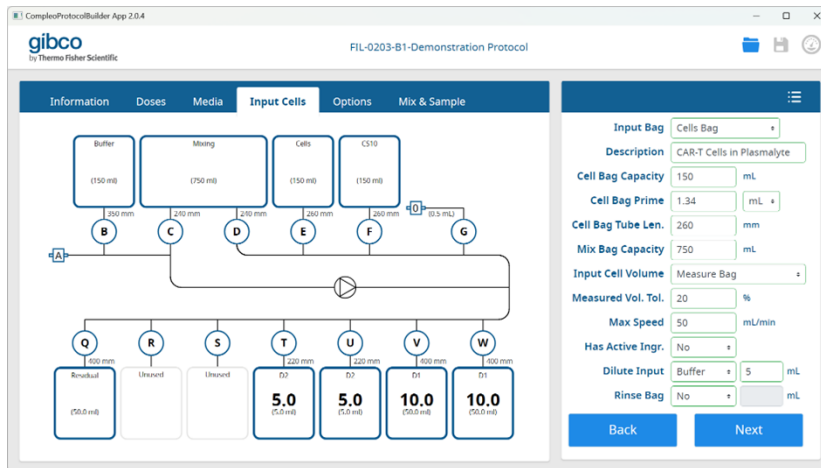 CompleoProtocolBuilder App 2.0.4
gibco
by Thermo Fisher Scientific
FIL-0203-B1-Demonstration Protocol
Information Doses Media Input Cells Options Mix & Sample
Buffer Mixing Cells CS10
(150 ml) (750 ml) (150 ml) (150 ml)
0 (0.5 mL)
350 mm 240 mm 240 mm 260 mm 260 mm
B C D E F G
A
Q R S T U V W
400 mm 220 mm 220 mm 400 mm 400 mm
Residual Unused Unused D2 D2 D1 D1
5.0 5.0 10.0 10.0
(50.0 ml) (5.0 ml) (5.0 ml) (50.0 ml) (50.0 ml)
Input Bag Cells Bag
Description CAR-T Cells in Plasmalyte
Cell Bag Capacity 150 mL
Cell Bag Prime 1.34 mL
Cell Bag Tube Len. 260 mm
Mix Bag Capacity 750 mL
Input Cell Volume Measure Bag
Measured Vol. Tol. 20 %
Max Speed 50 mL/min
Has Active Ingr. No
Dilute Input Buffer 5 mL
Rinse Bag No mL
Back Next